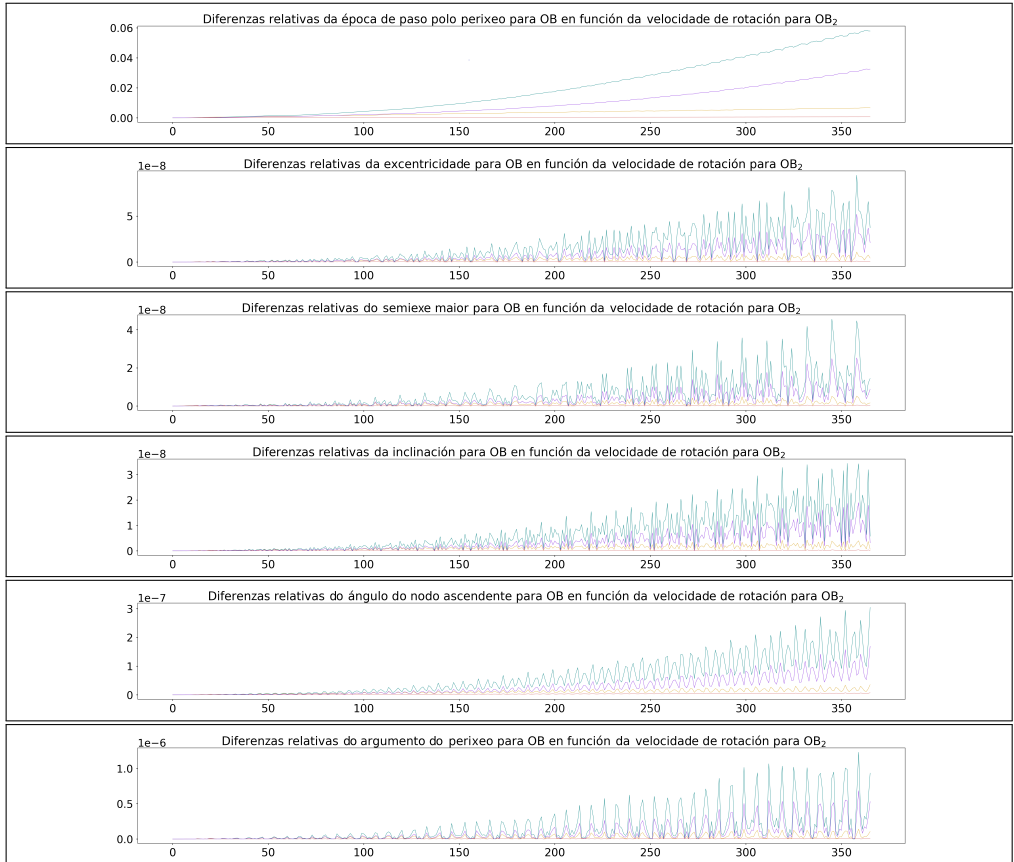 Diferenzas relativas da época de paso polo perixeo para OB en función da velocidade de rotación para OB₂
0.06
0.04
0.02
0.00
0 50 100 150 200 250 300 350
1e−8
Diferenzas relativas da excentricidade para OB en función da velocidade de rotación para OB₂
5
0
0 50 100 150 200 250 300 350
1e−8
Diferenzas relativas do semiexe maior para OB en función da velocidade de rotación para OB₂
4
2
0
0 50 100 150 200 250 300 350
1e−8
Diferenzas relativas da inclinación para OB en función da velocidade de rotación para OB₂
3
2
1
0
0 50 100 150 200 250 300 350
1e−7
Diferenzas relativas do ángulo do nodo ascendente para OB en función da velocidade de rotación para OB₂
3
2
1
0
0 50 100 150 200 250 300 350
1e−6
Diferenzas relativas do argumento do perixeo para OB en función da velocidade de rotación para OB₂
1.0
0.5
0.0
0 50 100 150 200 250 300 350